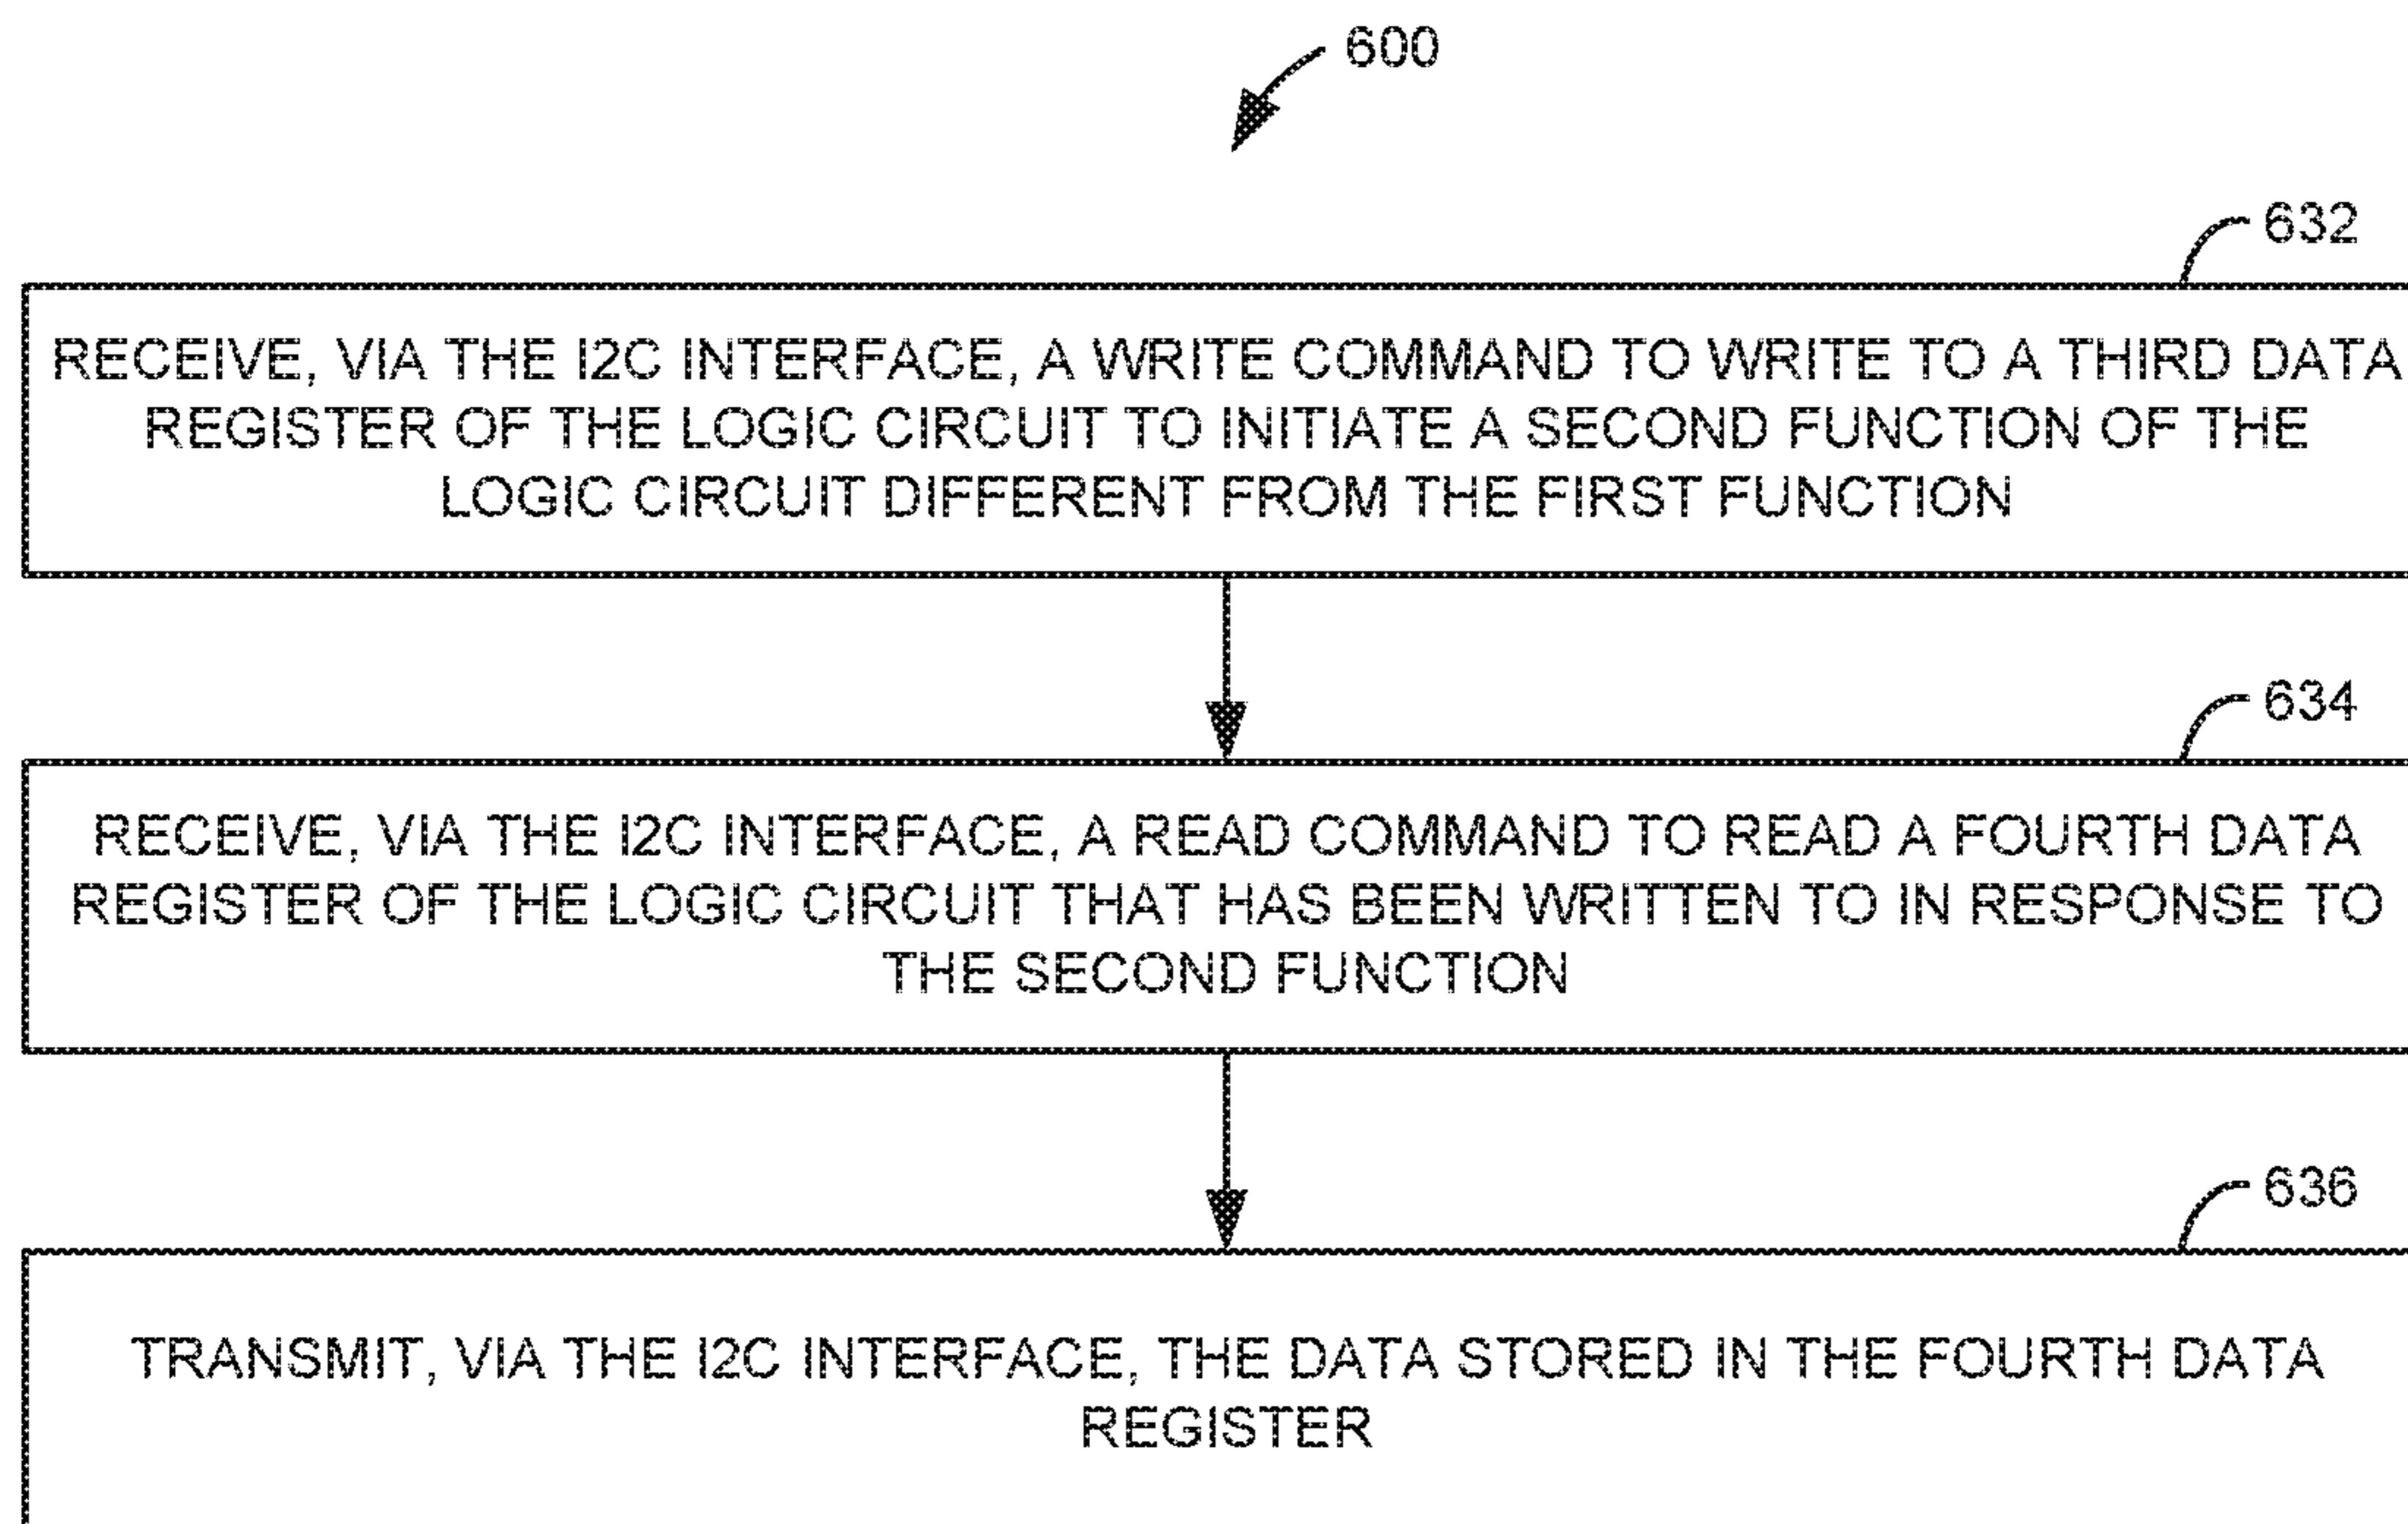 600
632
RECEIVE, VIA THE I2C INTERFACE, A WRITE COMMAND TO WRITE TO A THIRD DATA
REGISTER OF THE LOGIC CIRCUIT TO INITIATE A SECOND FUNCTION OF THE
LOGIC CIRCUIT DIFFERENT FROM THE FIRST FUNCTION
634
RECEIVE, VIA THE I2C INTERFACE, A READ COMMAND TO READ A FOURTH DATA
REGISTER OF THE LOGIC CIRCUIT THAT HAS BEEN WRITTEN TO IN RESPONSE TO
THE SECOND FUNCTION
636
TRANSMIT, VIA THE I2C INTERFACE, THE DATA STORED IN THE FOURTH DATA
REGISTER